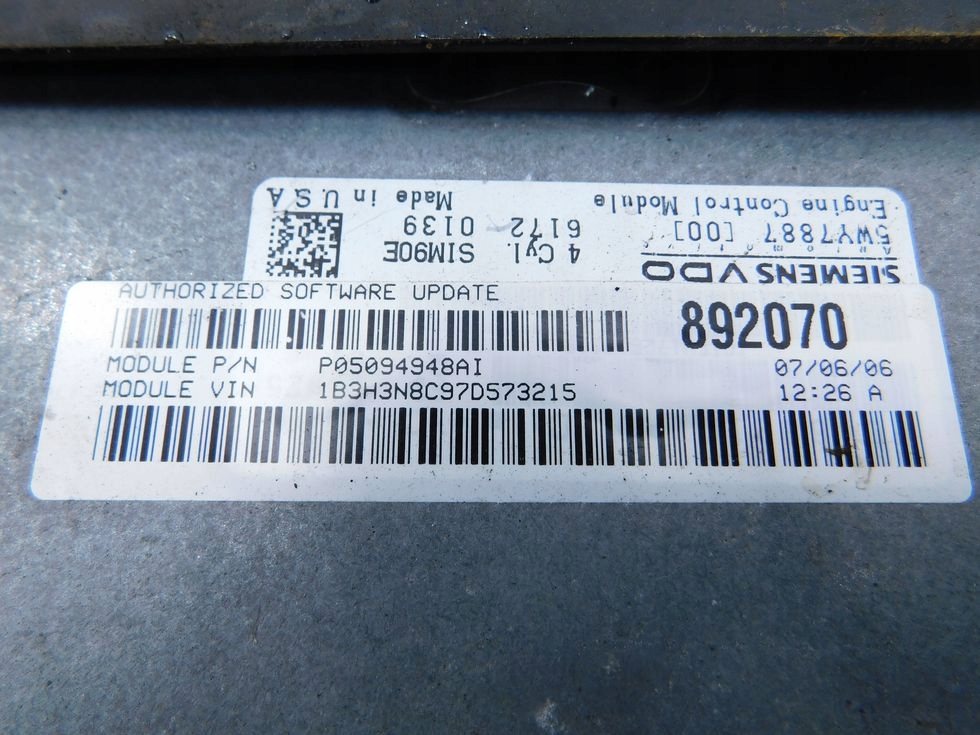 SIEMENS VDO
5WY7887 [00]
Engine Control Module
4 Cyl. SIM90E
6172 0139
Made in U.S.A
AUTHORIZED SOFTWARE UPDATE
892070
MODULE P/N P05094948AI 07/06/06
MODULE VIN 1B3H3N8C97D573215 12:26 A